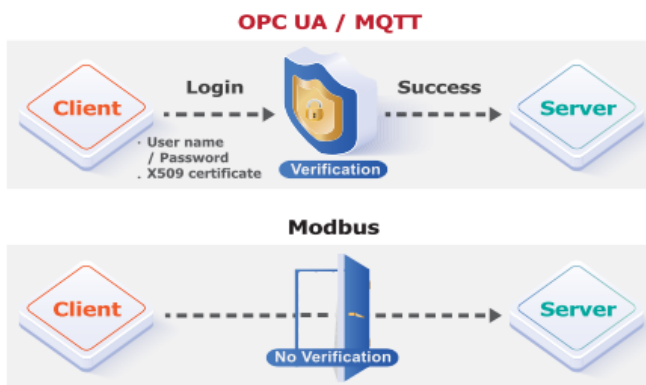 OPC UA / MQTT
Client
Login
Success
Server
· User name
/ Password
. X509 certificate
Verification
Modbus
Client
Server
No Verification